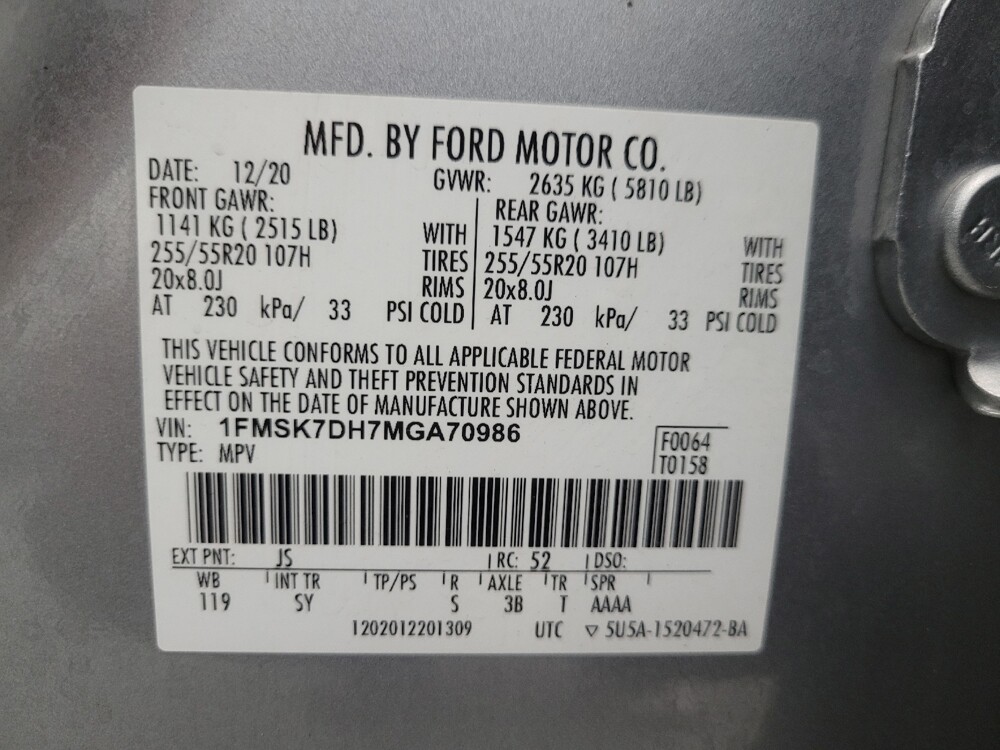 MFD. BY FORD MOTOR CO.
DATE: 12/20 GVWR: 2635 KG ( 5810 LB)
FRONT GAWR: REAR GAWR:
1141 KG ( 2515 LB) WITH 1547 KG ( 3410 LB) WITH
255/55R20 107H TIRES 255/55R20 107H TIRES
20x8.0J RIMS 20x8.0J RIMS
AT 230 kPa/ 33 PSI COLD AT 230 kPa/ 33 PSI COLD
THIS VEHICLE CONFORMS TO ALL APPLICABLE FEDERAL MOTOR
VEHICLE SAFETY AND THEFT PREVENTION STANDARDS IN
EFFECT ON THE DATE OF MANUFACTURE SHOWN ABOVE.
VIN: 1FMSK7DH7MGA70986 F0064
TYPE: MPV T0158
EXT PNT: JS RC: 52 DSO:
WB INT TR TP/PS R AXLE TR SPR
119 SY S 3B T AAAA
1202012201309 UTC ▽ 5U5A-1520472-BA